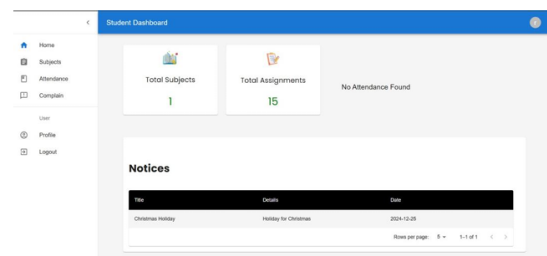 Student Dashboard
Home
Subjects
Attendance
Complain
User
Profile
Logout
Total Subjects
1
Total Assignments
15
No Attendance Found
Notices
Title Details Date
Christmas Holiday Holiday for Christmas 2024-12-25
Rows per page: 5 1–1 of 1